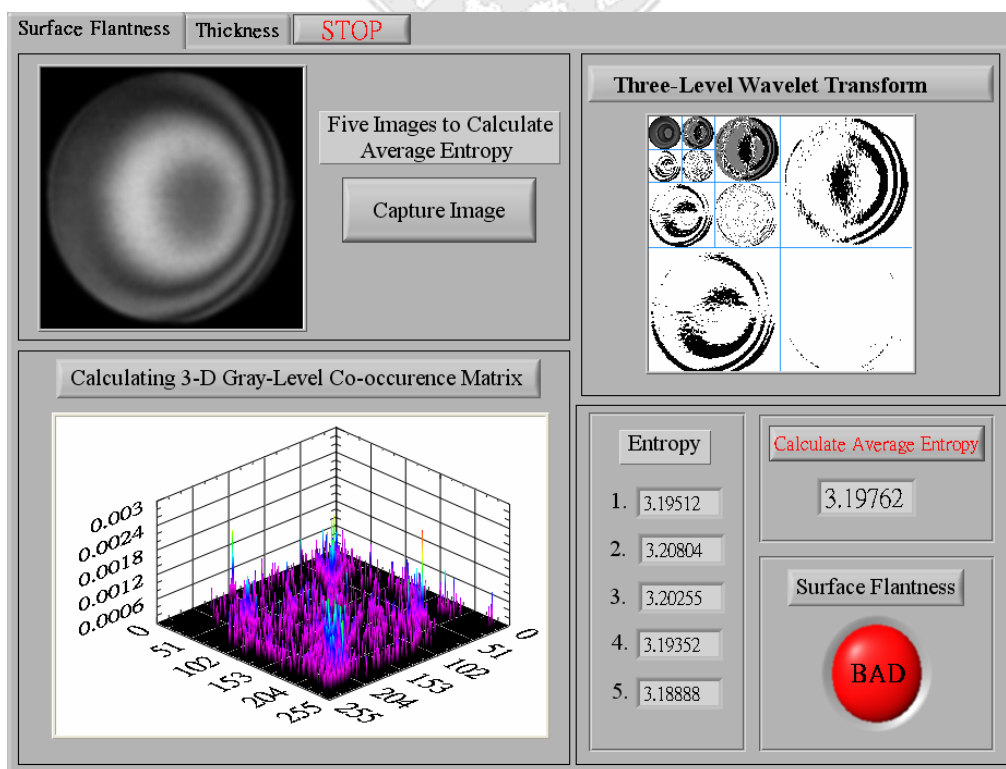 Surface Flantness
Thickness
STOP
Five Images to Calculate
Average Entropy
Capture Image
Three-Level Wavelet Transform
Calculating 3-D Gray-Level Co-occurence Matrix
0.003
0.0024
0.0018
0.0012
0.0006
0
51
102
153
204
255
0
51
102
153
204
255
Entropy
1. 3.19512
2. 3.20804
3. 3.20255
4. 3.19352
5. 3.18888
Calculate Average Entropy
3.19762
Surface Flantness
BAD